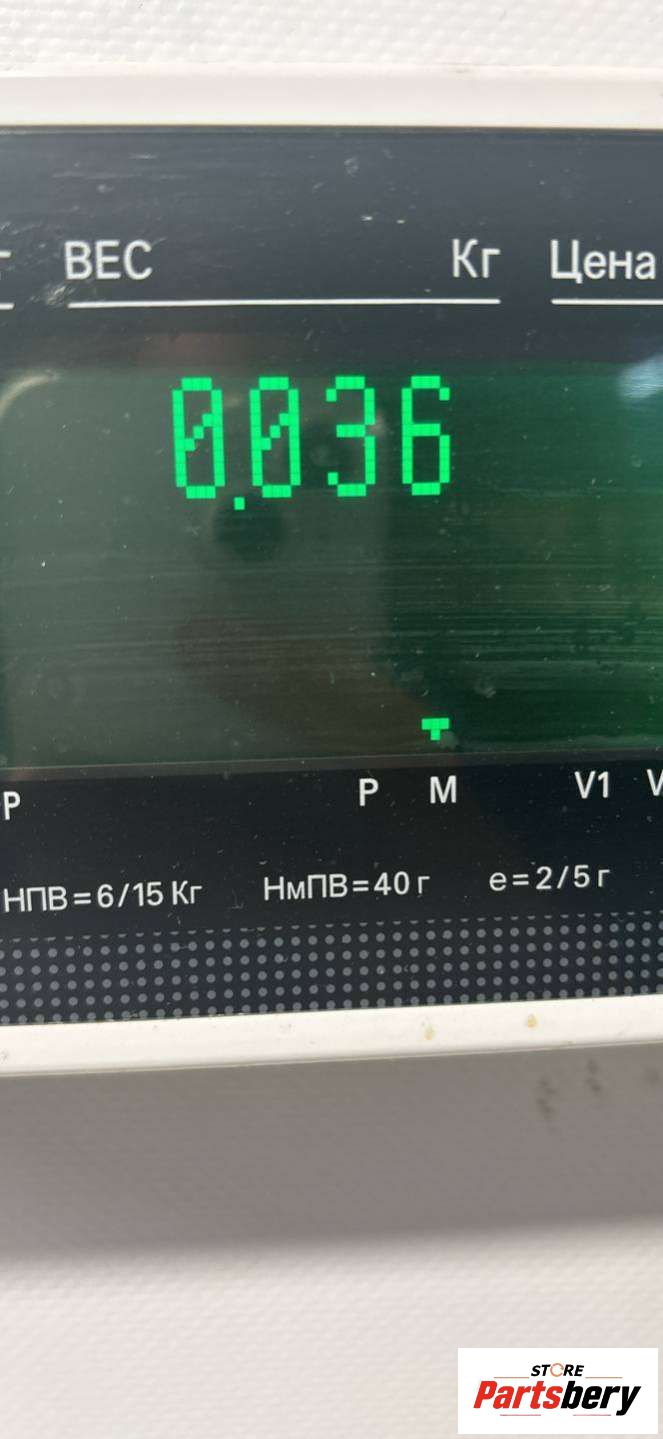 ВЕС Кг Цена
0.036
Р М V1
НПВ=6/15 Кг НмПВ=40 г е=2/5 г
STORE
Partsbery